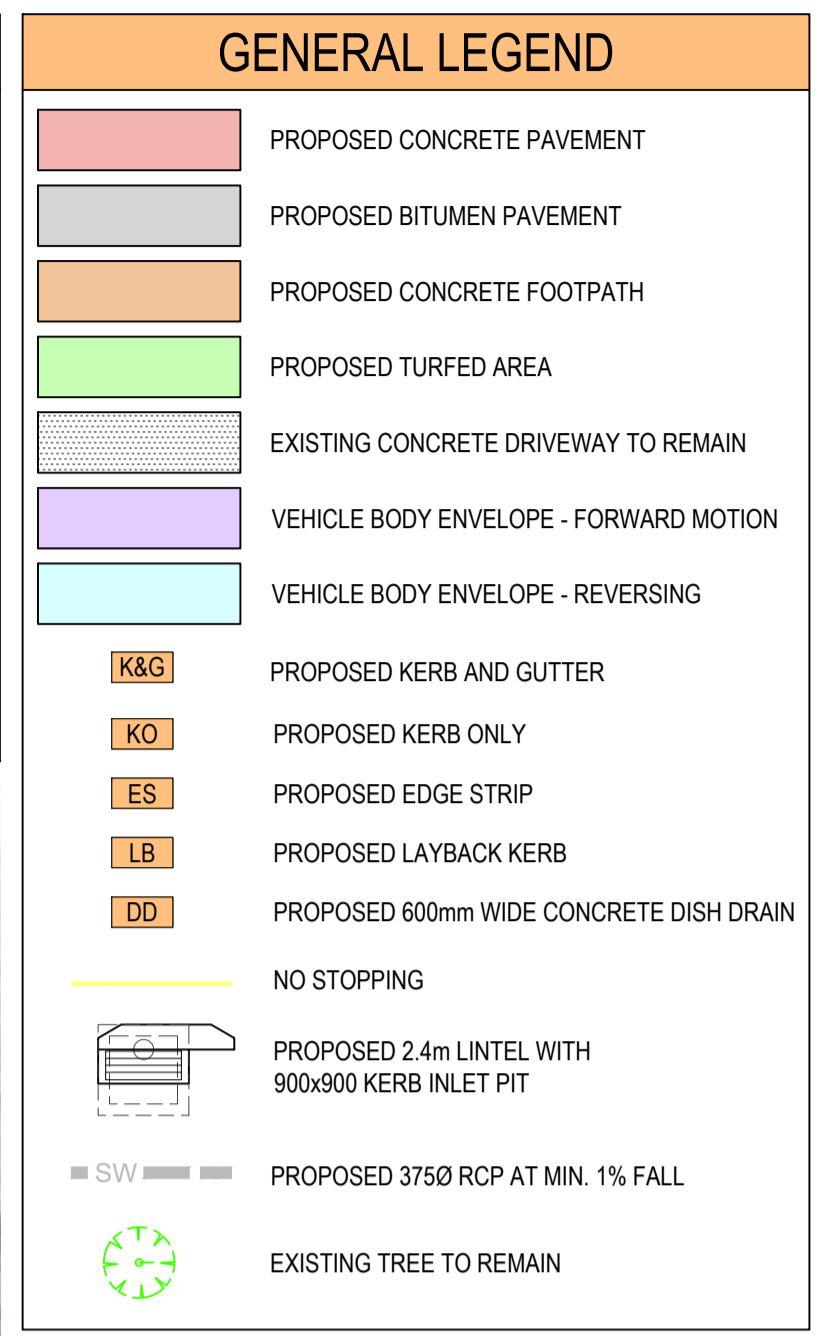 GENERAL LEGEND
PROPOSED CONCRETE PAVEMENT
PROPOSED BITUMEN PAVEMENT
PROPOSED CONCRETE FOOTPATH
PROPOSED TURFED AREA
EXISTING CONCRETE DRIVEWAY TO REMAIN
VEHICLE BODY ENVELOPE - FORWARD MOTION
VEHICLE BODY ENVELOPE - REVERSING
K&G PROPOSED KERB AND GUTTER
KO PROPOSED KERB ONLY
ES PROPOSED EDGE STRIP
LB PROPOSED LAYBACK KERB
DD PROPOSED 600mm WIDE CONCRETE DISH DRAIN
NO STOPPING
PROPOSED 2.4m LINTEL WITH
900x900 KERB INLET PIT
SW PROPOSED 375Ø RCP AT MIN. 1% FALL
EXISTING TREE TO REMAIN